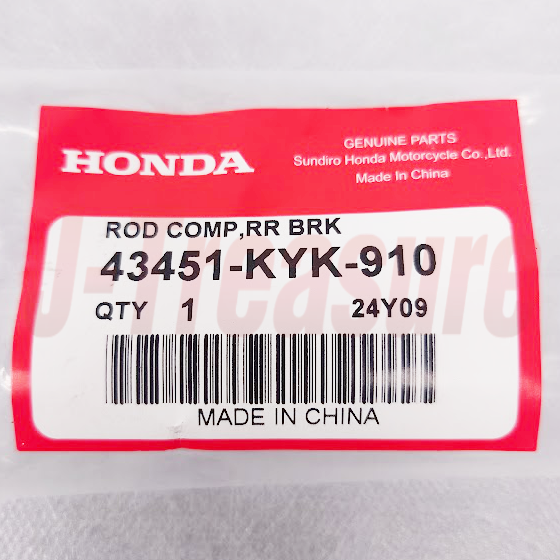 HONDA
GENUINE PARTS
Sundiro Honda Motorcycle Co.,Ltd.
Made In China
ROD COMP,RR BRK
43451-KYK-910
QTY 1 24Y09
MADE IN CHINA
J-Treasure